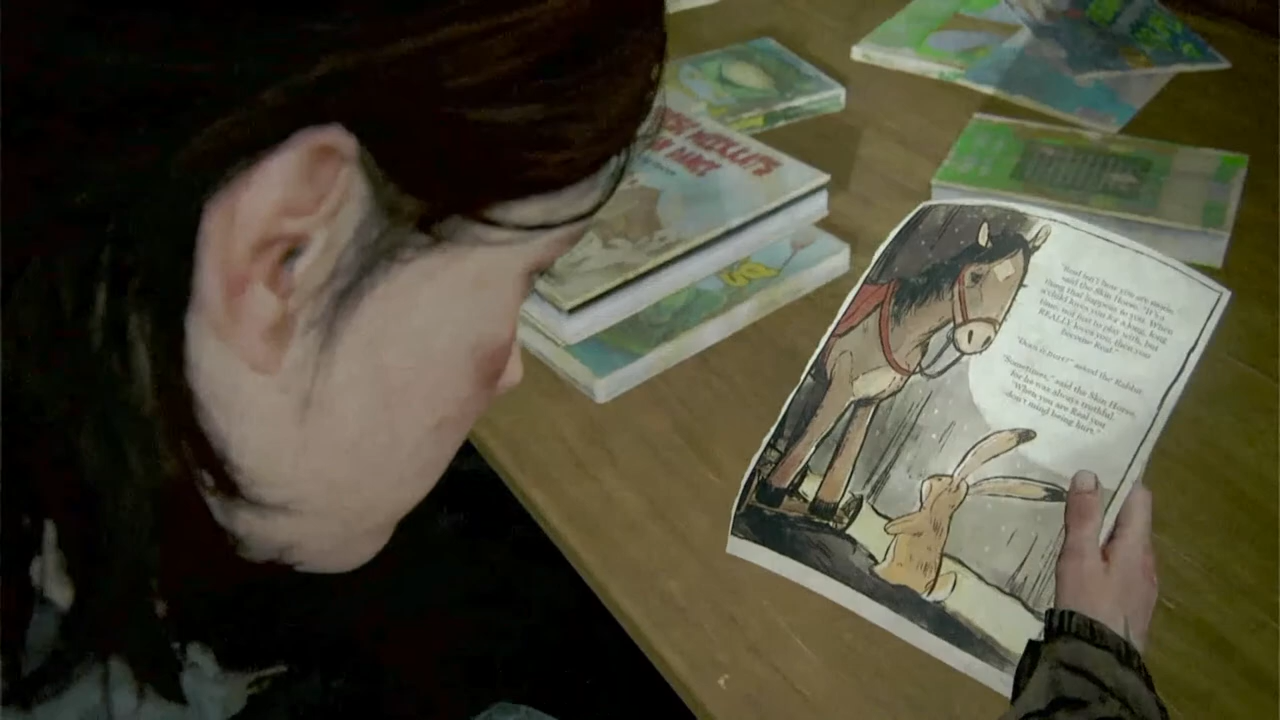 "Real isn't how you are made,"
said the Skin Horse. "It's a
thing that happens to you. When
a child loves you for a long, long
time, not just to play with, but
REALLY loves you, then you
become Real."
"Does it hurt?" asked the Rabbit.
"Sometimes," said the Skin Horse,
for he was always truthful.
"When you are Real you
don't mind being hurt."